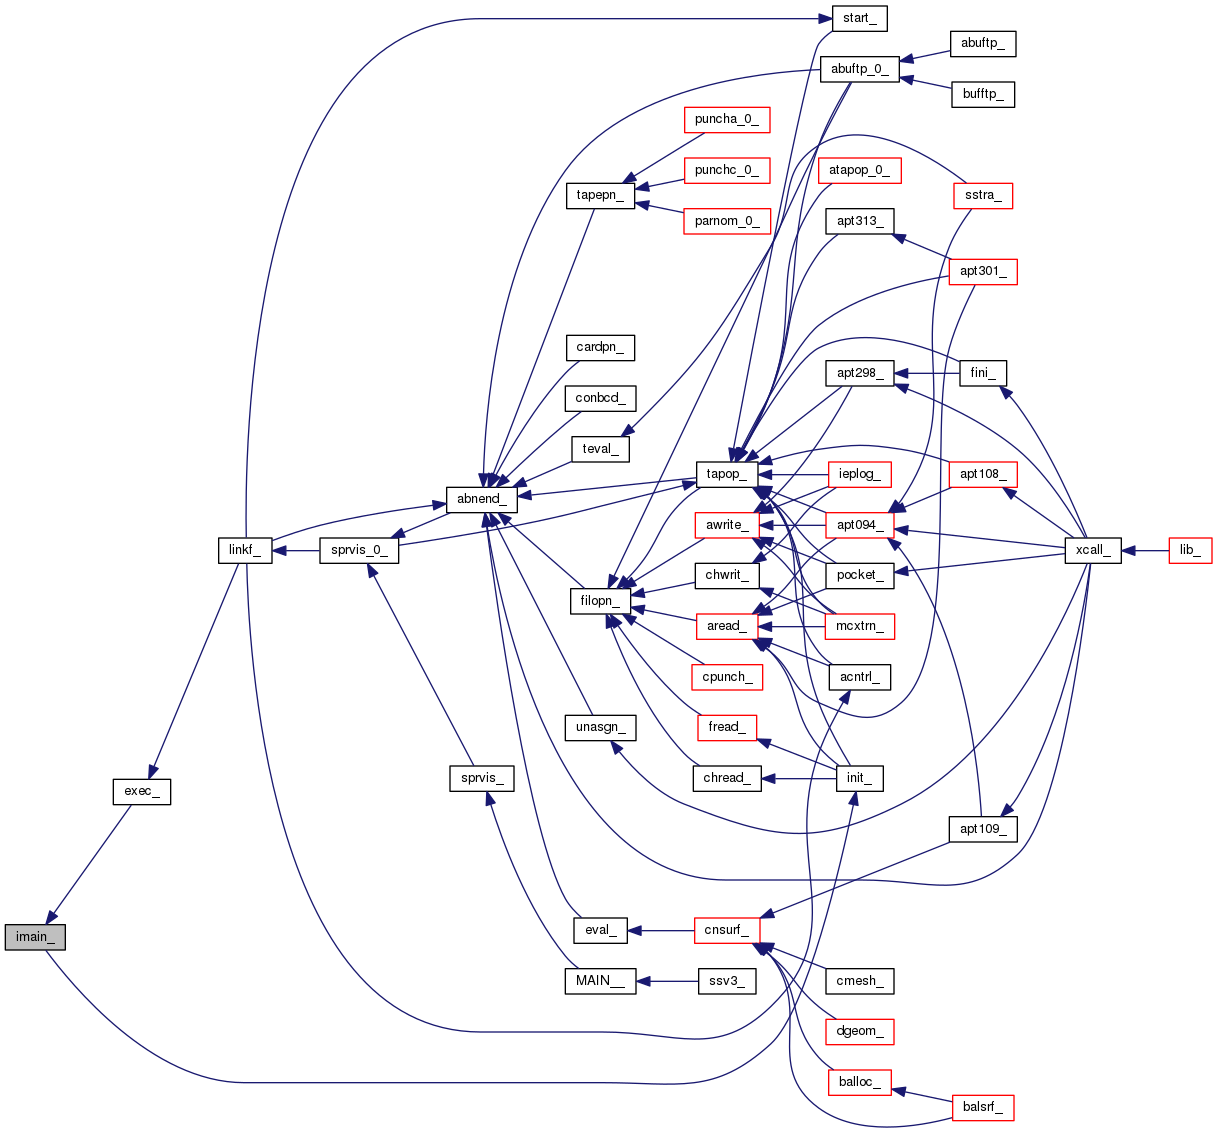 start_
abuftp_
abuftp_0_
bufftp_
puncha_0_
punchc_0_
atapop_0_
tapepn_
sstra_
parnom_0_
apt313_
apt301_
cardpn_
apt298_
fini_
conbcd_
teval_
tapop_
ieplog_
apt108_
abnend_
awrite_
apt094_
linkf_
sprvis_0_
xcall_
lib_
chwrit_
pocket_
filopn_
aread_
mcxtrn_
cpunch_
acntrl_
unasgn_
fread_
sprvis_
chread_
init_
exec_
apt109_
imain_
eval_
cnsurf_
MAIN__
ssv3_
cmesh_
dgeom_
balloc_
balsrf_